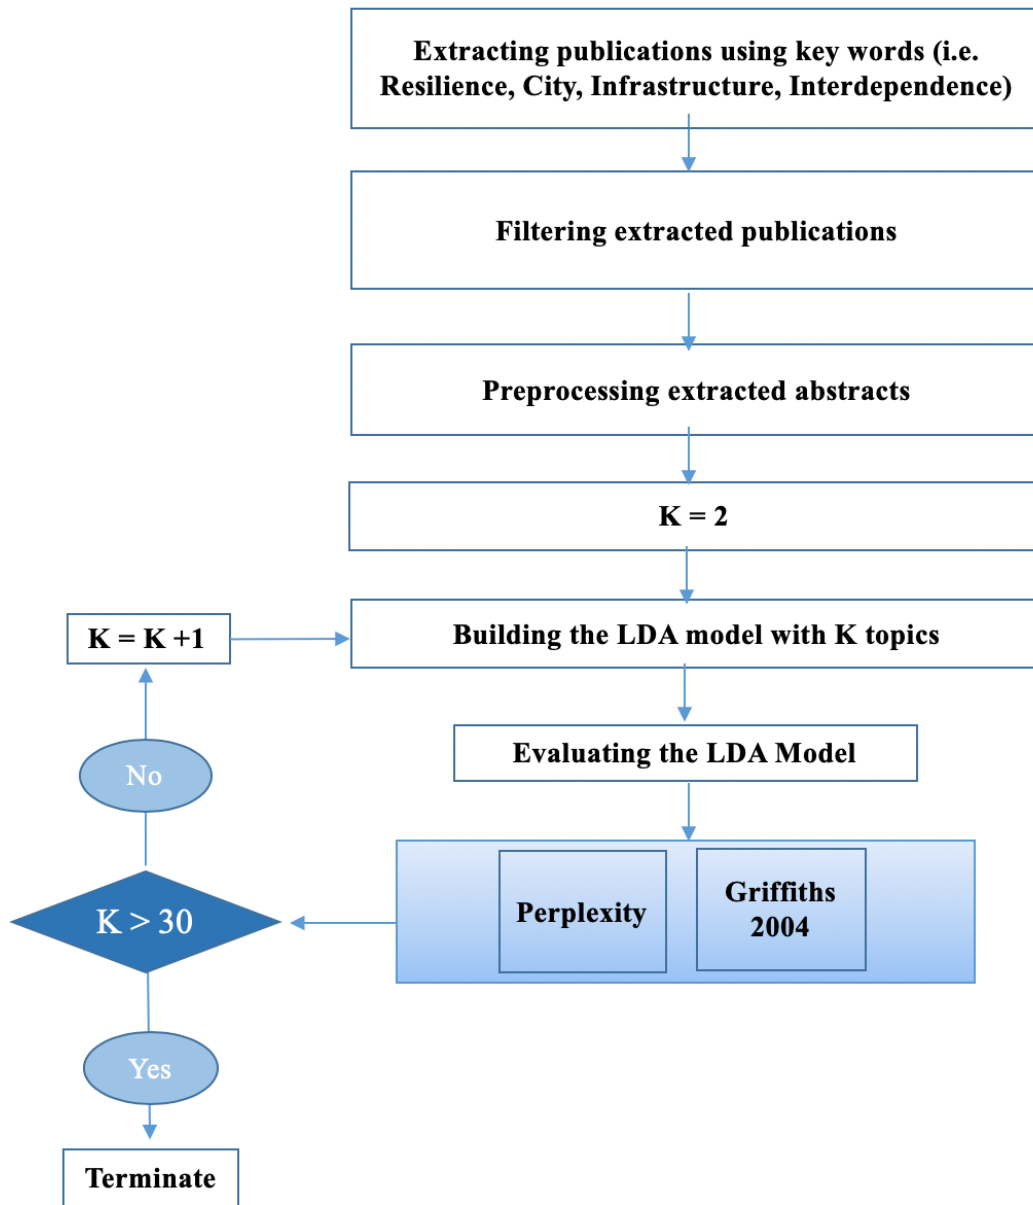 Extracting publications using key words (i.e.
Resilience, City, Infrastructure, Interdependence)
Filtering extracted publications
Preprocessing extracted abstracts
K = 2
K = K +1
Building the LDA model with K topics
Evaluating the LDA Model
No
Perplexity
Griffiths
2004
K > 30
Yes
Terminate